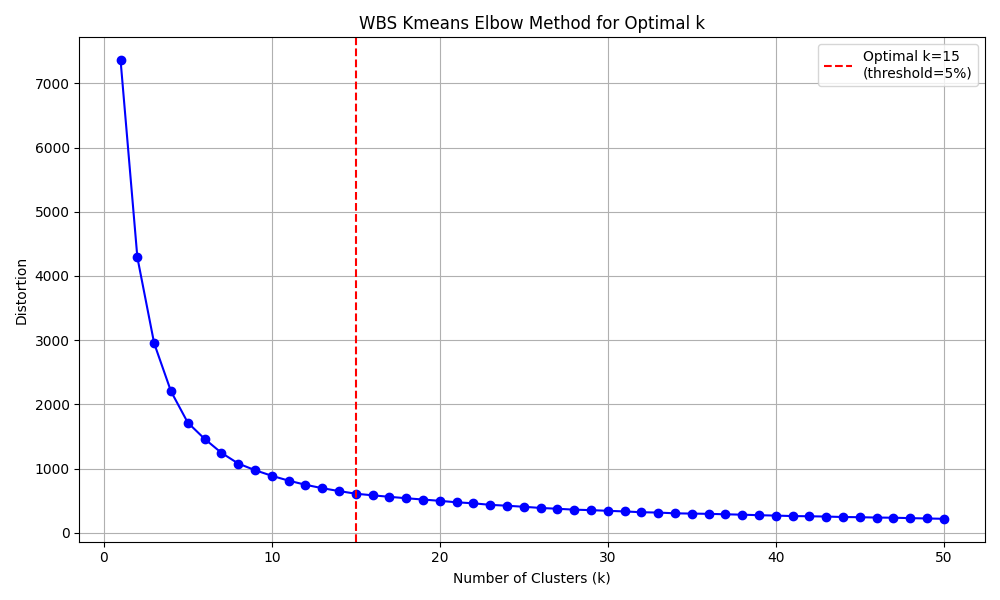 WBS Kmeans Elbow Method for Optimal k
Optimal k=15
(threshold=5%)
7000
6000
5000
4000
3000
2000
1000
0
Distortion
0
10
20
30
40
50
Number of Clusters (k)